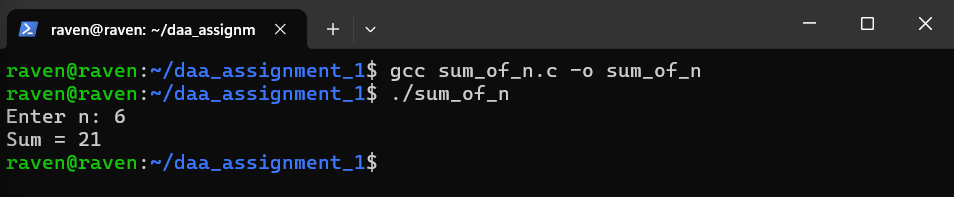 raven@raven: ~/daa_assignm
raven@raven:~/daa_assignment_1$ gcc sum_of_n.c -o sum_of_n
raven@raven:~/daa_assignment_1$ ./sum_of_n
Enter n: 6
Sum = 21
raven@raven:~/daa_assignment_1$